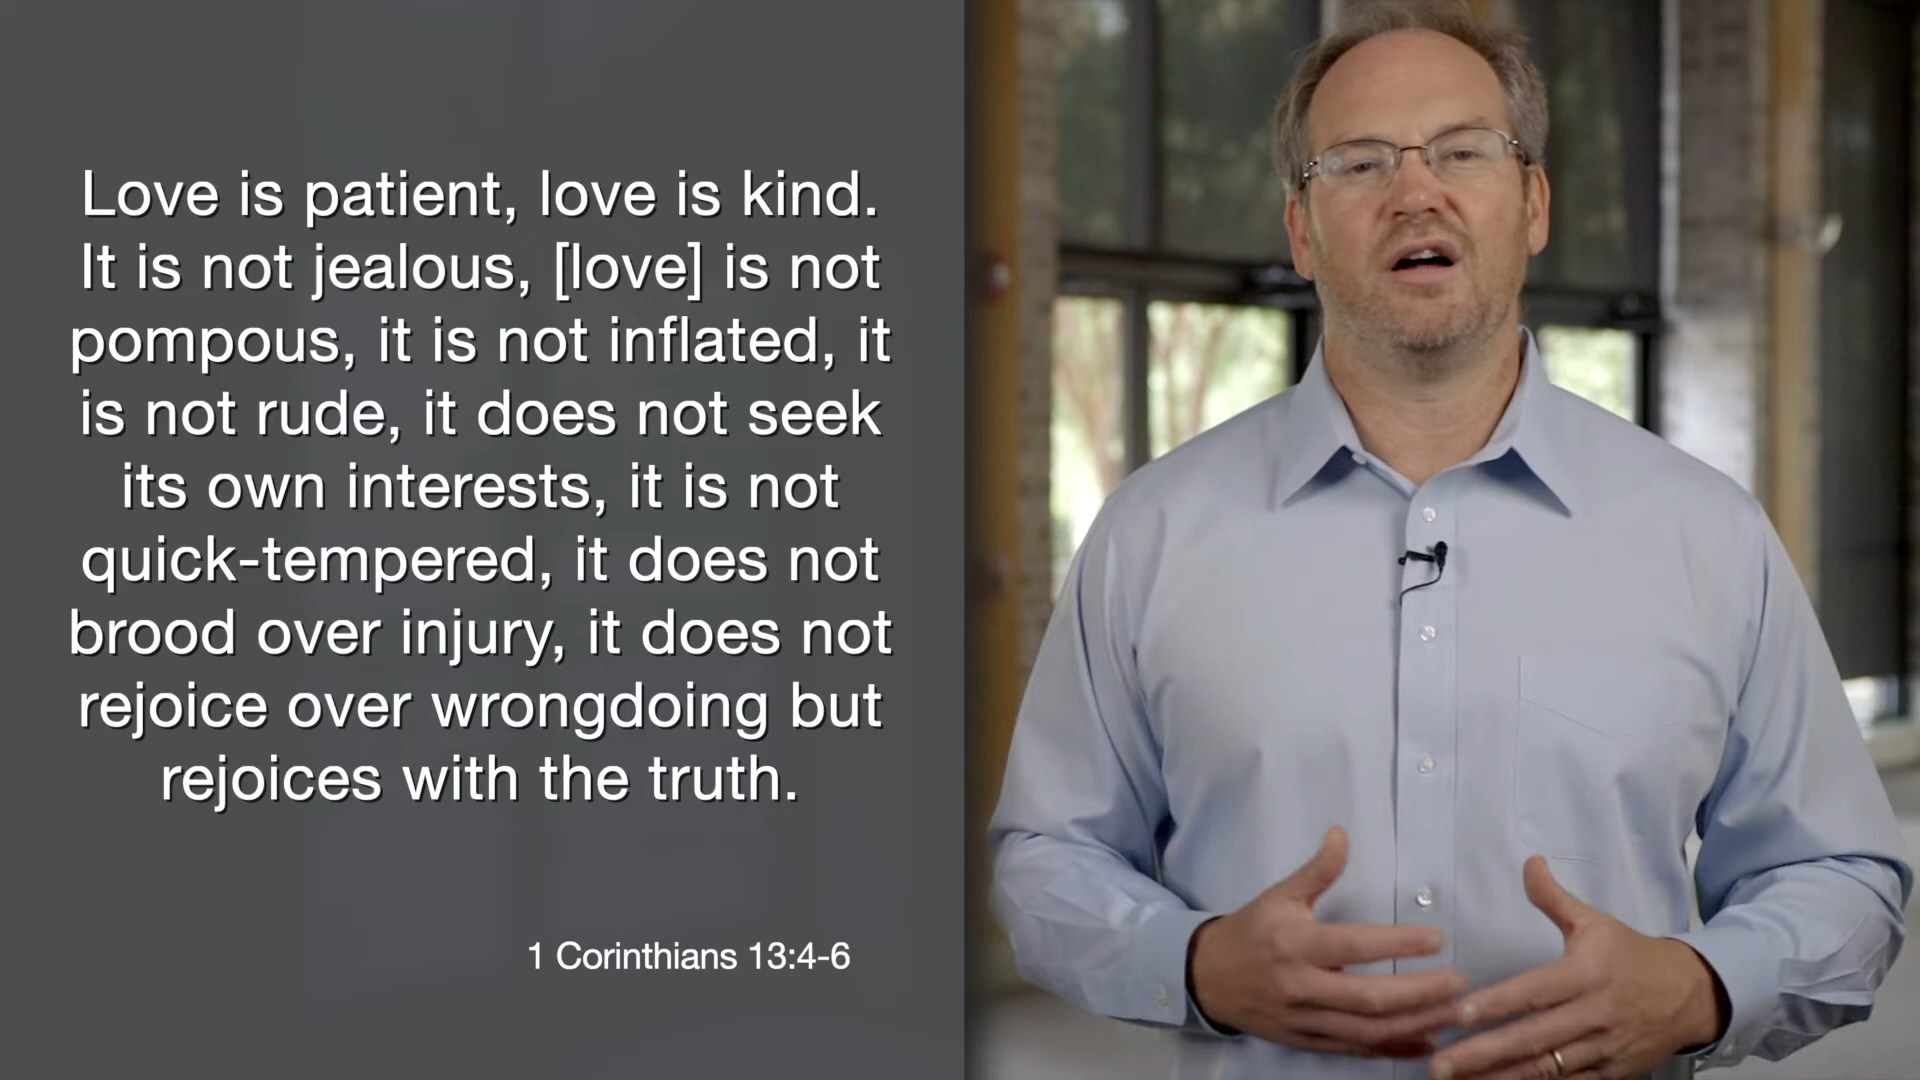 Love is patient, love is kind.
It is not jealous, [love] is not
pompous, it is not inflated, it
is not rude, it does not seek
its own interests, it is not
quick-tempered, it does not
brood over injury, it does not
rejoice over wrongdoing but
rejoices with the truth.
1 Corinthians 13:4-6